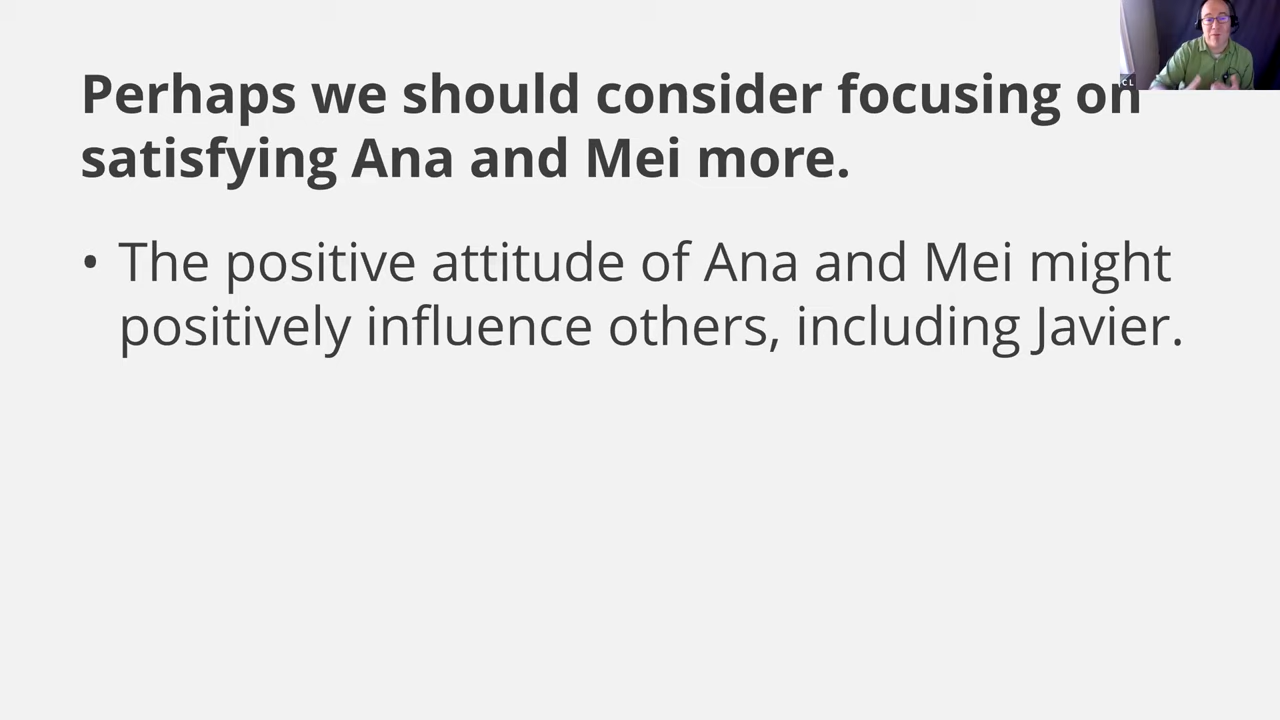 Perhaps we should consider focusing on
satisfying Ana and Mei more.
• The positive attitude of Ana and Mei might
positively influence others, including Javier.
CL